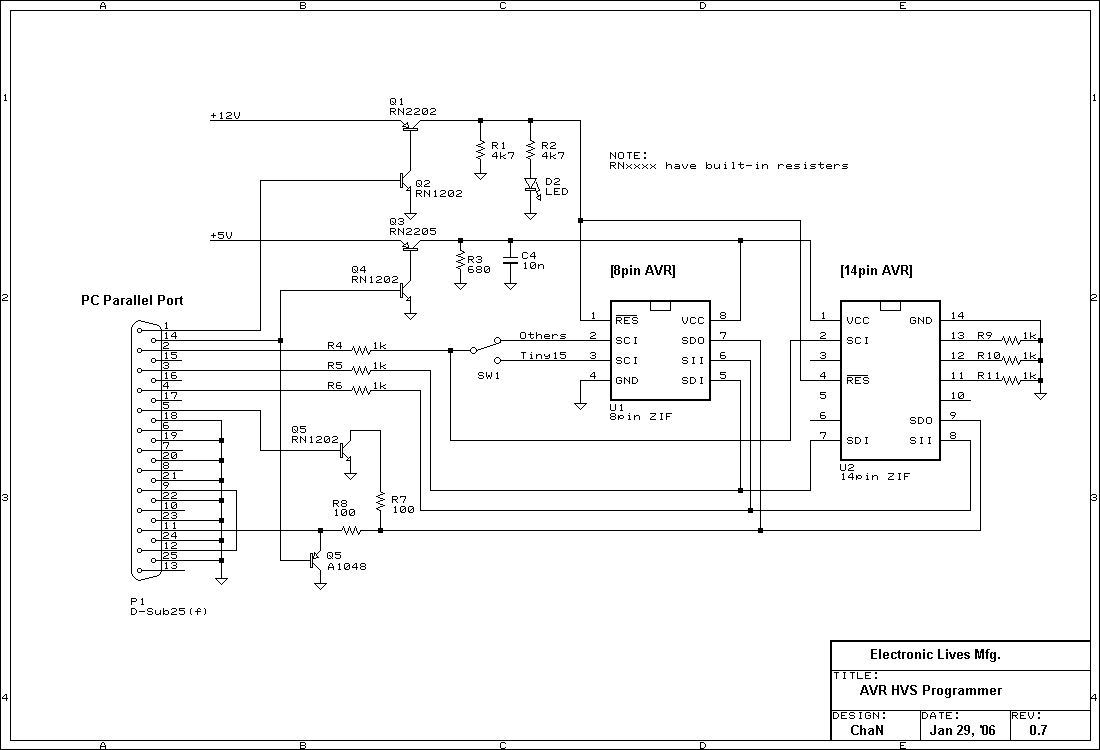 A B C D E
1 1
Q1
RN2202
+12V
R1
4k7
R2
4k7
NOTE:
RNxxxx have built-in resisters
Q2
RN1202
D2
LED
Q3
RN2205
+5V
R3
680
C4
10n
Q4
RN1202
[8pin AVR]
[14pin AVR]
2 2
PC Parallel Port
1
14
2
15
3
16
4
17
5
18
6
19
7
20
8
21
9
22
10
23
11
24
12
25
13
P1
D-Sub25(f)
R4 1k
R5 1k
R6 1k
Others
Tiny15
SW1
1 RES VCC 8
2 SCI SDO 7
3 SCI SII 6
4 GND SDI 5
U1
8pin ZIF
1 VCC GND 14
2 SCI 13
3 12
4 RES 11
5 10
6 SDO 9
7 SDI SII 8
R9 1k
R10 1k
R11 1k
U2
14pin ZIF
Q5
RN1202
3 3
R8
100
R7
100
Q5
A1048
Electronic Lives Mfg.
TITLE:
AVR HVS Programmer
4 4
DESIGN: DATE: REV:
ChaN Jan 29, '06 0.7
A B C D E